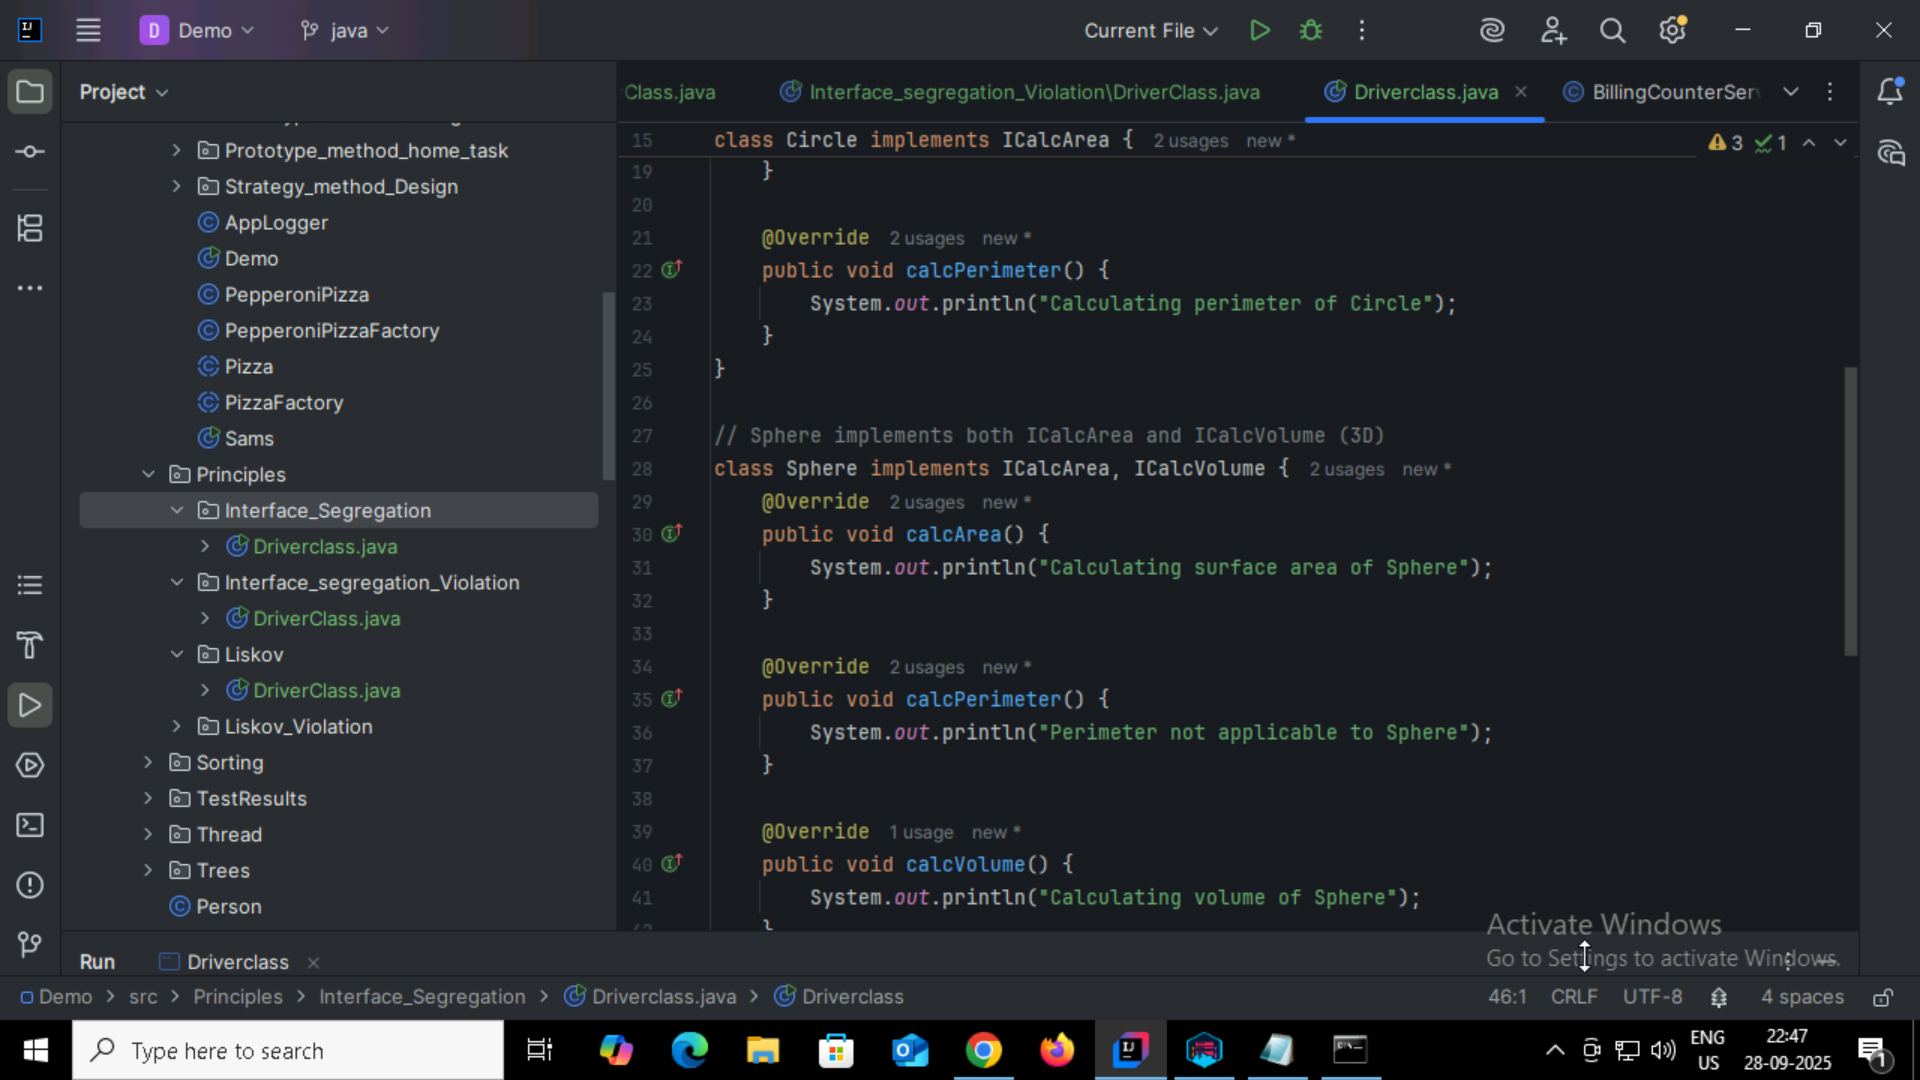 D Demo java Current File
Project
Class.java Interface_segregation_Violation\DriverClass.java Driverclass.java BillingCounterSer
Prototype_method_home_task
Strategy_method_Design
AppLogger
Demo
PepperoniPizza
PepperoniPizzaFactory
Pizza
PizzaFactory
Sams
Principles
Interface_Segregation
Driverclass.java
Interface_segregation_Violation
DriverClass.java
Liskov
DriverClass.java
Liskov_Violation
Sorting
TestResults
Thread
Trees
Person
15 class Circle implements ICalcArea { 2 usages new * 3 1
19 }
20
21 @Override 2 usages new *
22 public void calcPerimeter() {
23 System.out.println("Calculating perimeter of Circle");
24 }
25 }
26
27 // Sphere implements both ICalcArea and ICalcVolume (3D)
28 class Sphere implements ICalcArea, ICalcVolume { 2 usages new *
29 @Override 2 usages new *
30 public void calcArea() {
31 System.out.println("Calculating surface area of Sphere");
32 }
33
34 @Override 2 usages new *
35 public void calcPerimeter() {
36 System.out.println("Perimeter not applicable to Sphere");
37 }
38
39 @Override 1 usage new *
40 public void calcVolume() {
41 System.out.println("Calculating volume of Sphere");
}
Activate Windows
Go to Settings to activate Windows.
Run Driverclass
Demo > src > Principles > Interface_Segregation > Driverclass.java > Driverclass 46:1 CRLF UTF-8 4 spaces
Type here to search
ENG
US
22:47
28-09-2025
1